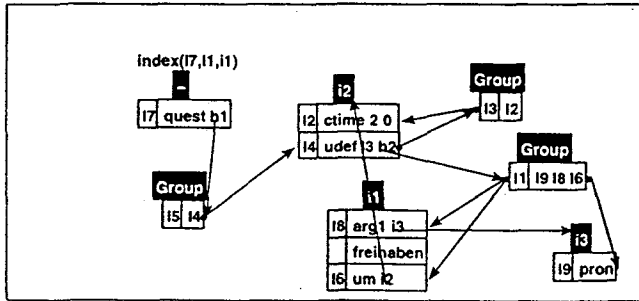 index(l7,l1,i1)
–
l7 quest b1
Group
l5 l4
i2
l2 ctime 2 0
l4 udef l3 b2
Group
l3 l2
Group
l1 l9 l8 l6
i1
l8 arg1 i3
freihaben
l6 um i2
i3
l9 pron